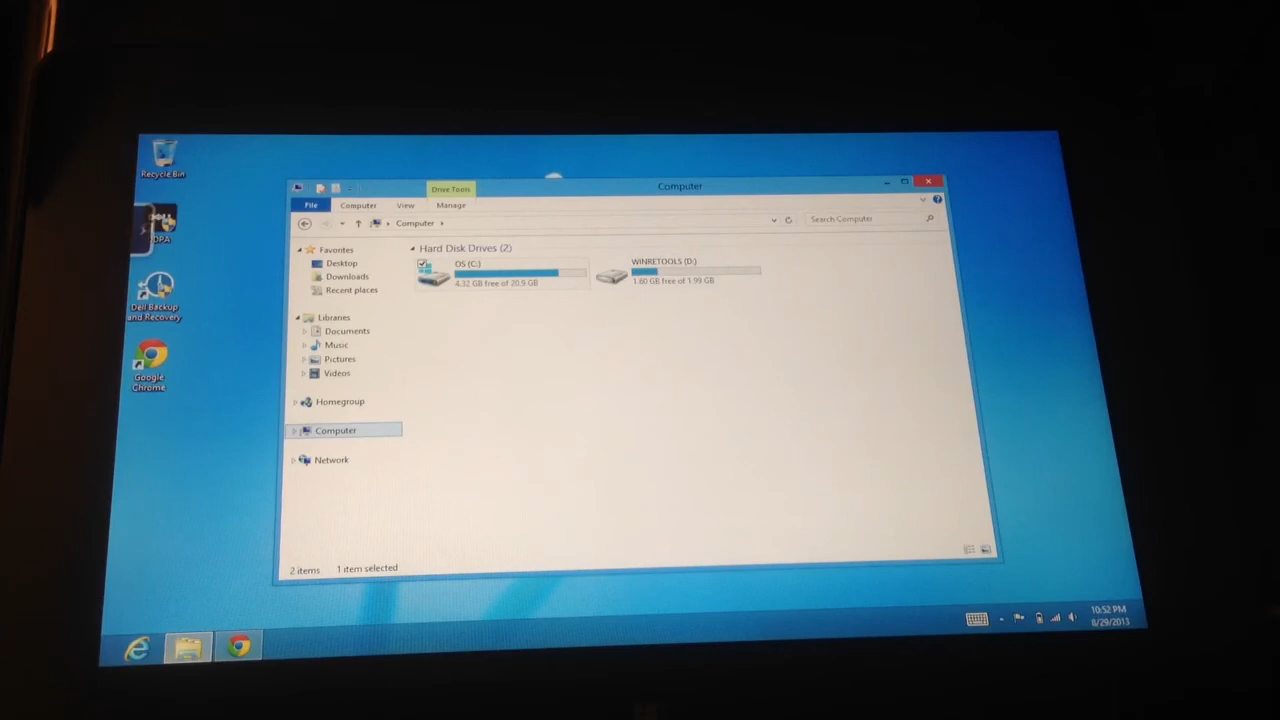 Recycle Bin
DELL
DPA
Dell Backup
and Recovery
Google
Chrome
Drive Tools
Computer
File
Computer
View
Manage
Computer
Search Computer
Favorites
Desktop
Downloads
Recent places
Libraries
Documents
Music
Pictures
Videos
Homegroup
Computer
Network
Hard Disk Drives (2)
OS (C:)
4.32 GB free of 20.9 GB
WINRETOOLS (D:)
1.60 GB free of 1.99 GB
2 items
1 item selected
10:52 PM
8/29/2013